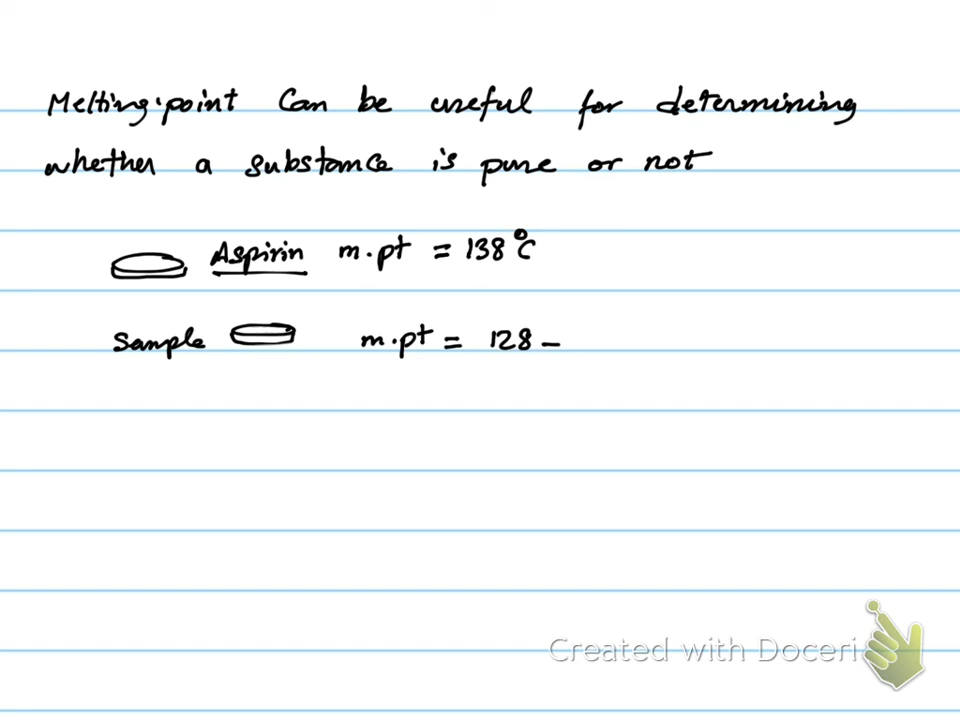 Melting.point can be useful for determining
whether a substance is pure or not
Aspirin m.pt = 138°C
Sample m.pt = 128 –
Created with Doceri